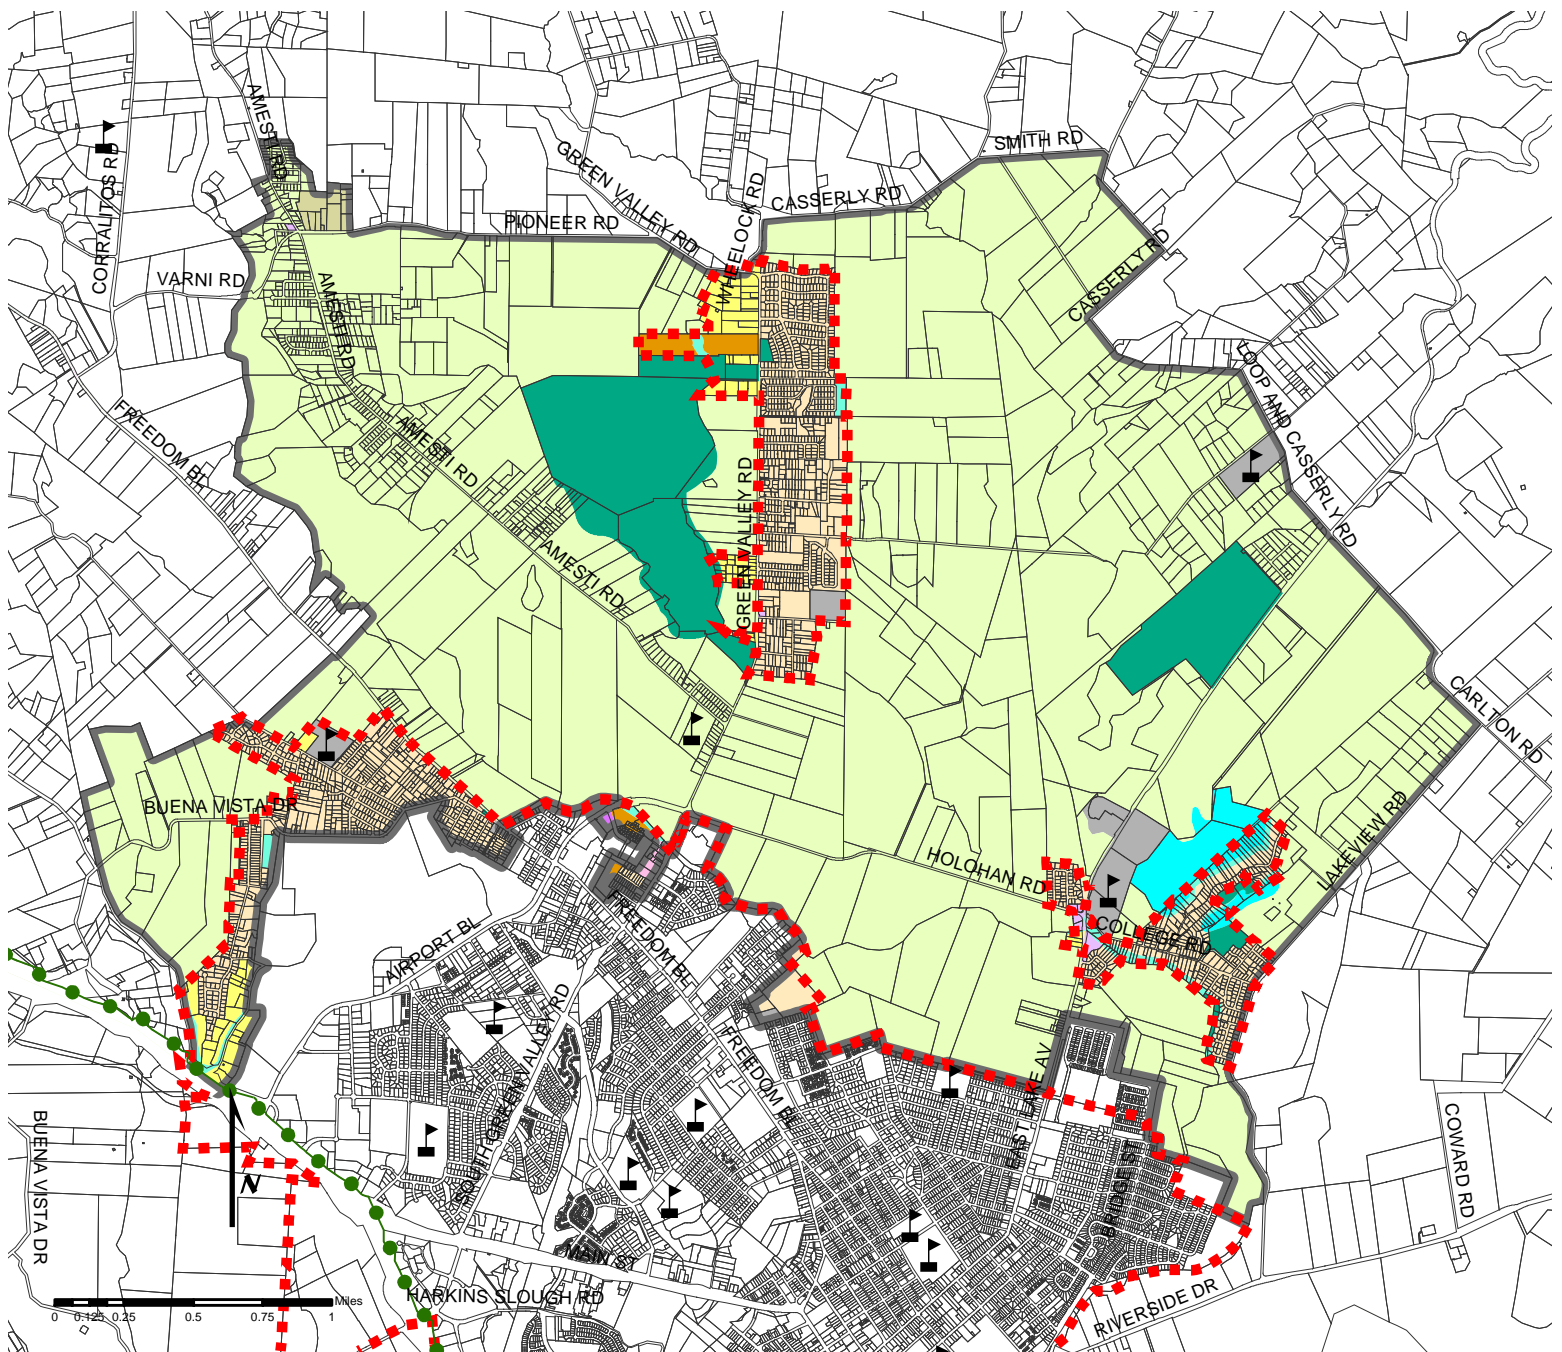 SMITH RD
AMESTI RD
GREEN VALLEY RD
CORRALITOS RD
WHEELOCK RD
CASSERLY RD
PIONEER RD
VARNI RD
CASSERLY RD
AMESTI RD
LOOP AND CASSERLY RD
FREEDOM BL
AMESTI RD
GREEN VALLEY RD
AMESTI RD
CARLTON RD
BUENA VISTA DR
LAKEVIEW RD
HOLOHAN RD
COLLEGE RD
FREEDOM BL
AIRPORT BL
SOUTH GREEN VALLEY RD
FREEDOM BL
EAST LAKE AV
BUENA VISTA DR
COWARD RD
BRIDGE ST
N
MAIN ST
HARKINS SLOUGH RD
RIVERSIDE DR
Miles
0 0.125 0.25 0.5 0.75 1